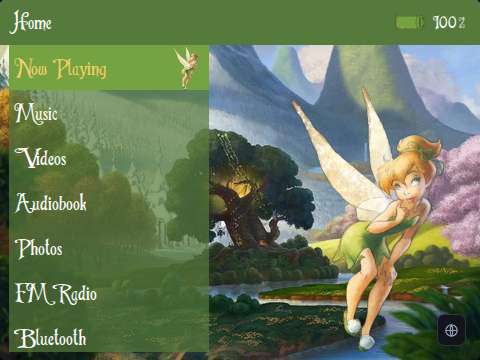 Home
100%
Now Playing
Music
Videos
Audiobook
Photos
FM Radio
Bluetooth